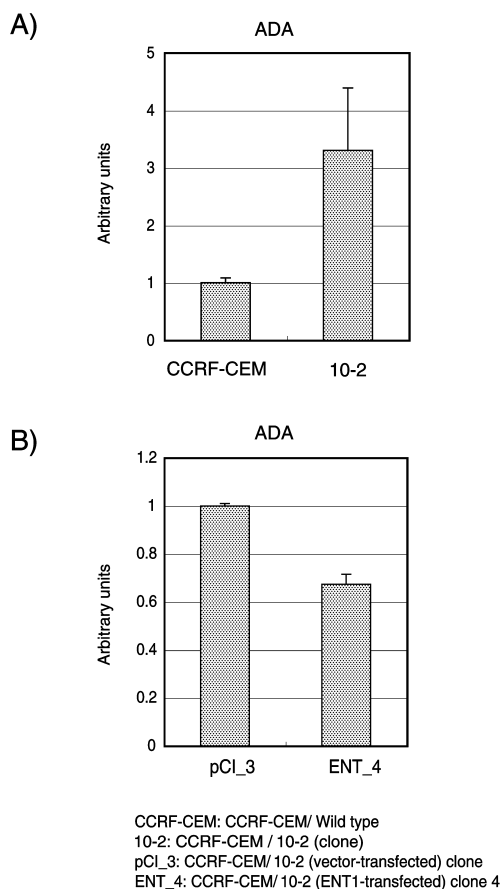 A)
ADA
5
4
3
2
1
0
Arbitrary units
CCRF-CEM 10-2
B)
ADA
1.2
1
0.8
0.6
0.4
0.2
0
Arbitrary units
pCI_3 ENT_4
CCRF-CEM: CCRF-CEM/ Wild type
10-2: CCRF-CEM / 10-2 (clone)
pCI_3: CCRF-CEM/ 10-2 (vector-transfected) clone
ENT_4: CCRF-CEM/ 10-2 (ENT1-transfected) clone 4